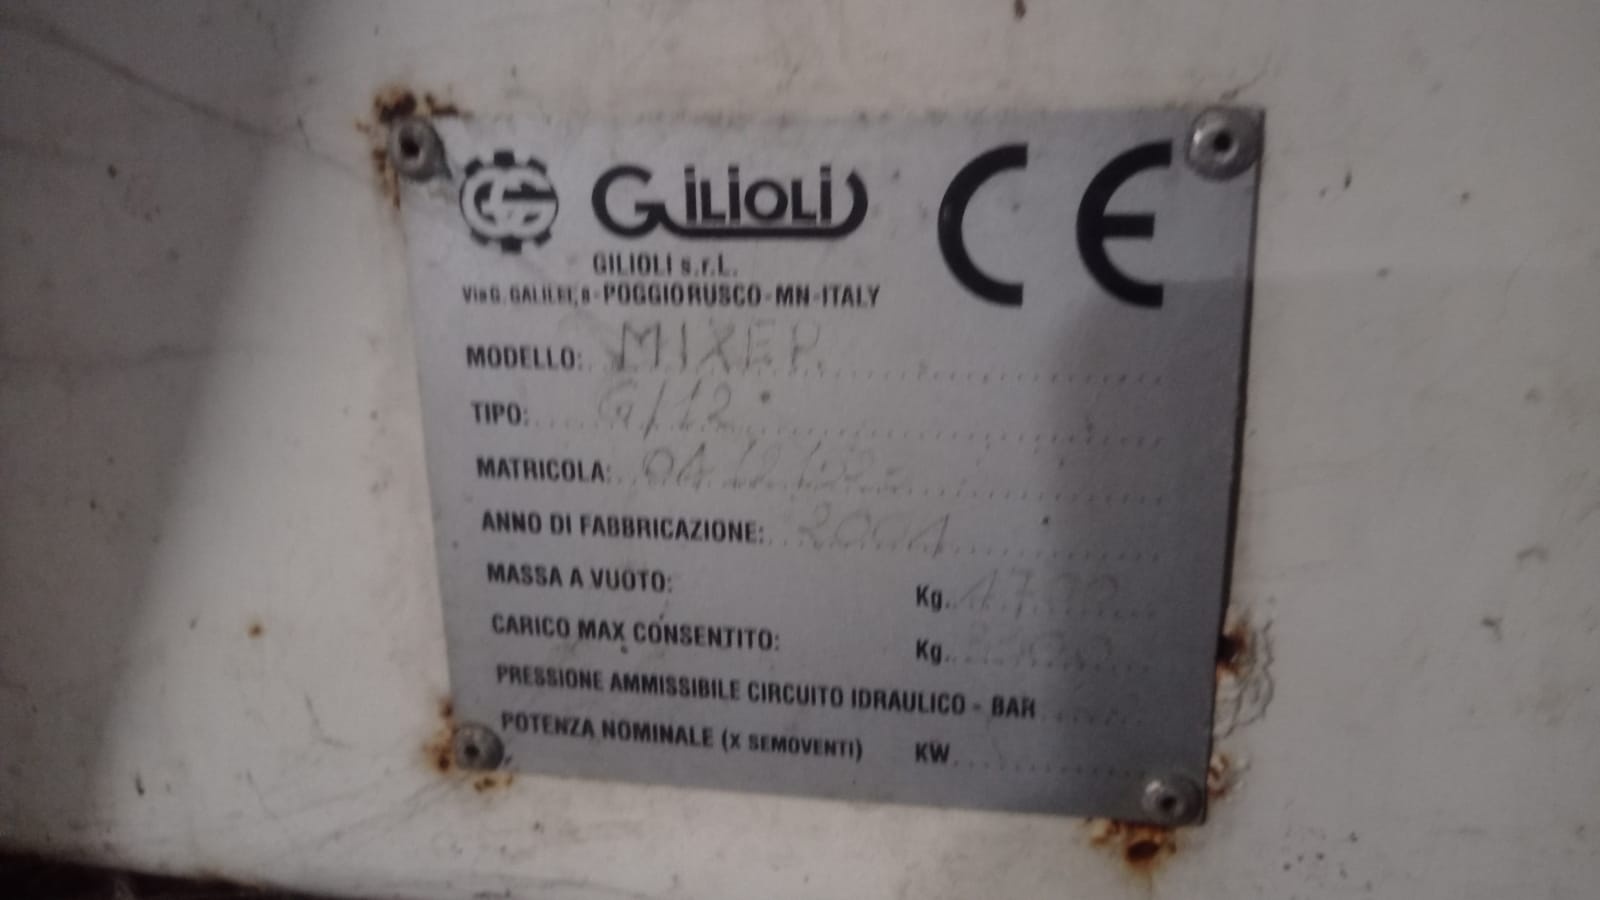 GILIOLI CE
GILIOLI s.r.L.
Via G. GALILEI, 8 - POGGIORUSCO - MN - ITALY
MODELLO: MIXER
TIPO: G/12
MATRICOLA:
ANNO DI FABBRICAZIONE: 2004
MASSA A VUOTO: Kg.
CARICO MAX CONSENTITO: Kg.
PRESSIONE AMMISSIBILE CIRCUITO IDRAULICO - BAR
POTENZA NOMINALE (X SEMOVENTI) KW